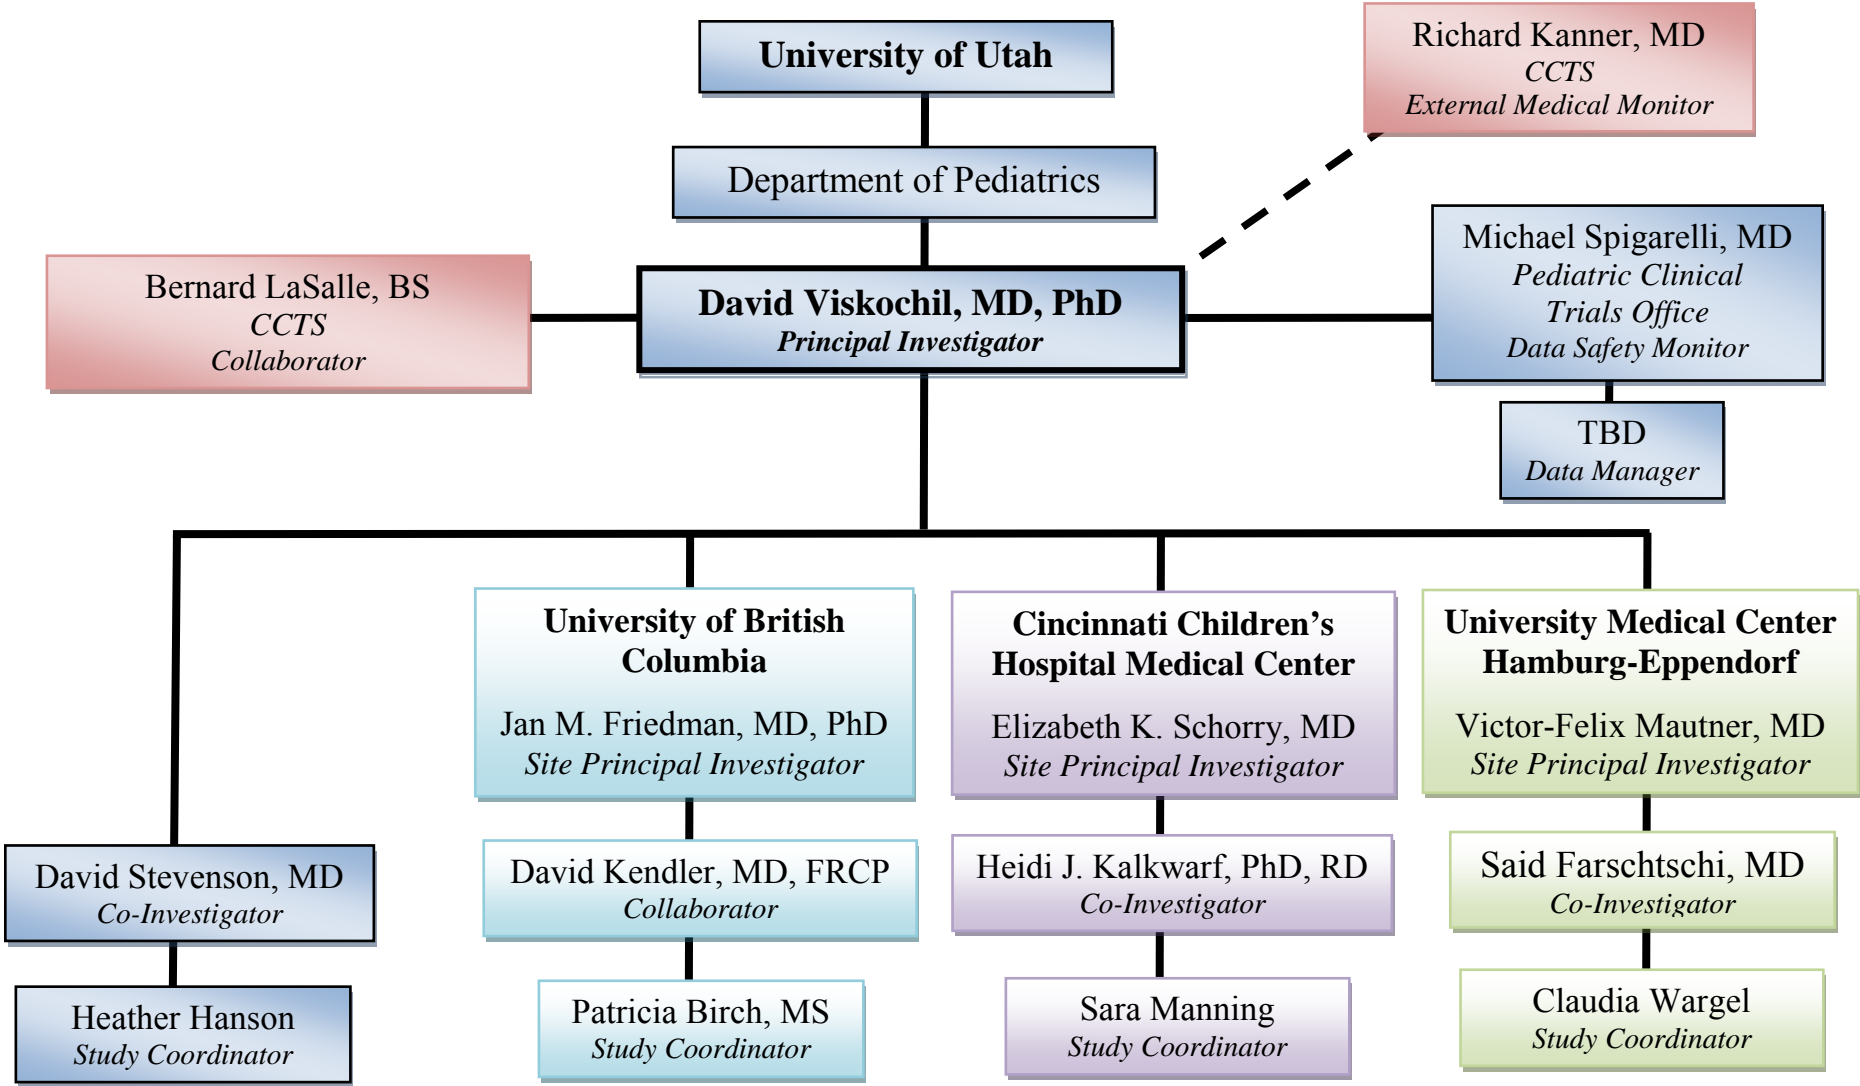 University of Utah
Richard Kanner, MD
CCTS
External Medical Monitor
Department of Pediatrics
Bernard LaSalle, BS
CCTS
Collaborator
David Viskochil, MD, PhD
Principal Investigator
Michael Spigarelli, MD
Pediatric Clinical
Trials Office
Data Safety Monitor
TBD
Data Manager
University of British
Columbia
Jan M. Friedman, MD, PhD
Site Principal Investigator
Cincinnati Children’s
Hospital Medical Center
Elizabeth K. Schorry, MD
Site Principal Investigator
University Medical Center
Hamburg-Eppendorf
Victor-Felix Mautner, MD
Site Principal Investigator
David Stevenson, MD
Co-Investigator
David Kendler, MD, FRCP
Collaborator
Heidi J. Kalkwarf, PhD, RD
Co-Investigator
Said Farschtschi, MD
Co-Investigator
Heather Hanson
Study Coordinator
Patricia Birch, MS
Study Coordinator
Sara Manning
Study Coordinator
Claudia Wargel
Study Coordinator